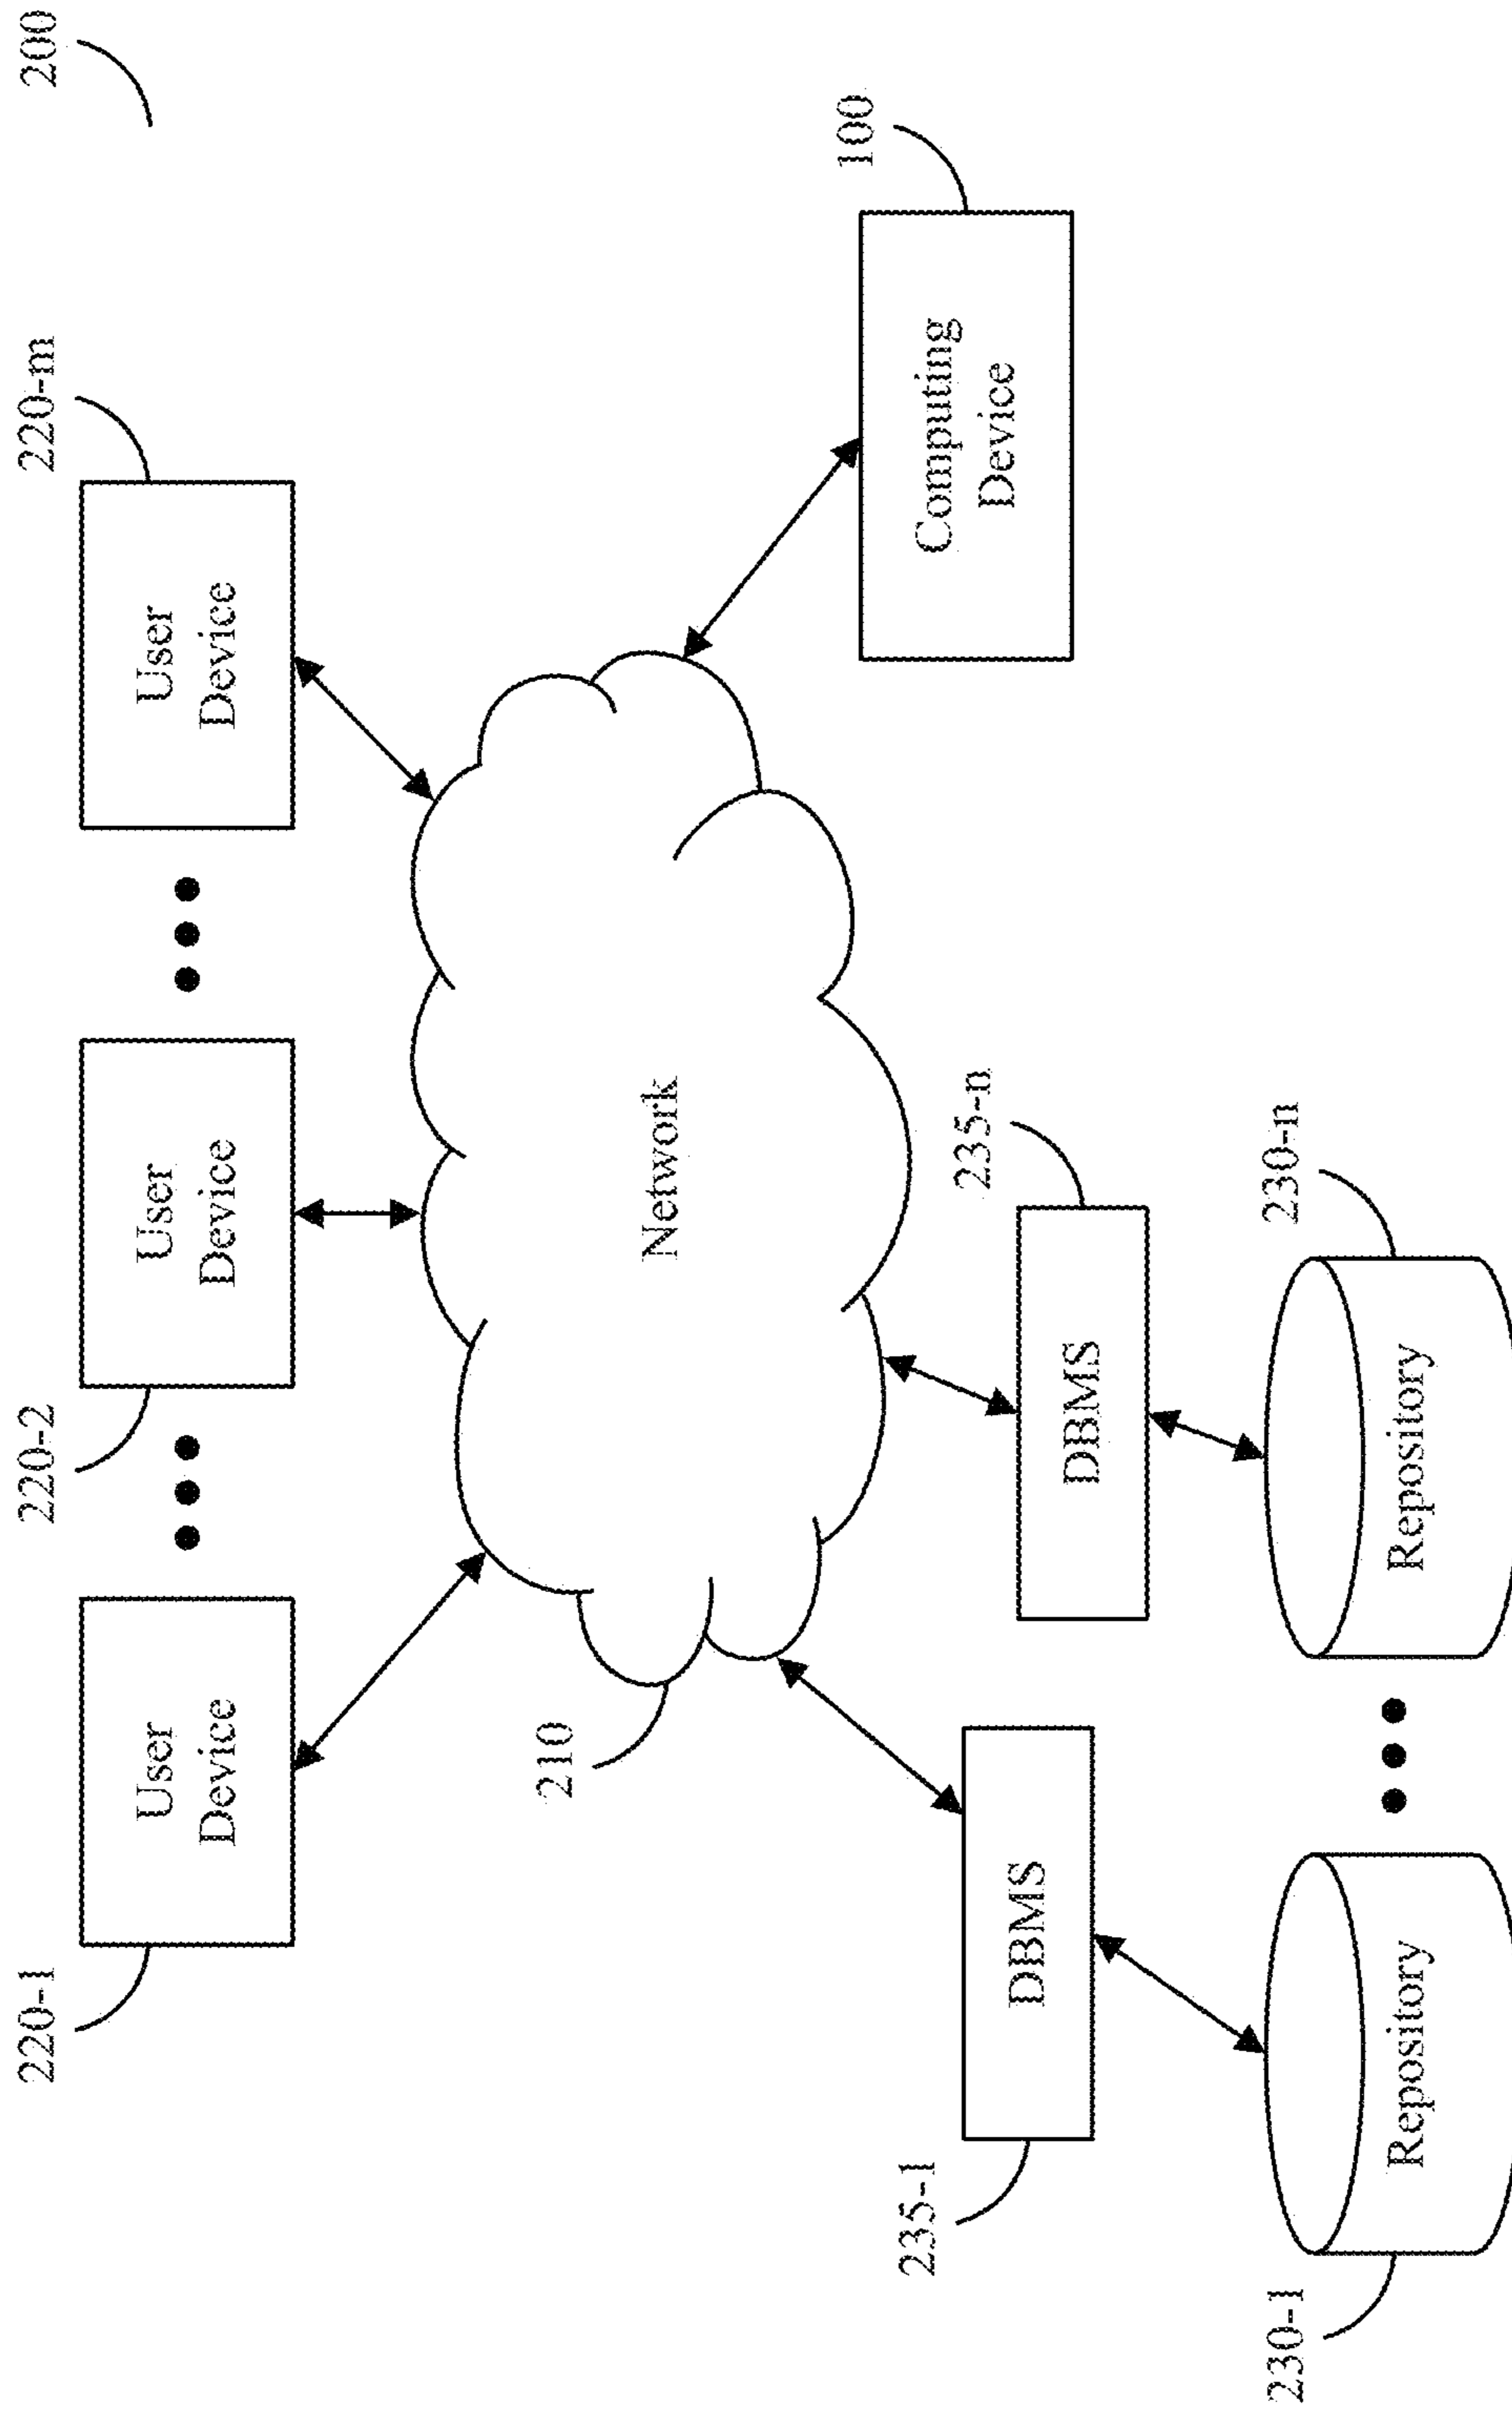 200
220-1
User
Device
220-2
User
Device
220-m
User
Device
210
Network
100
Computing
Device
235-1
DBMS
235-n
DBMS
230-1
Repository
230-n
Repository